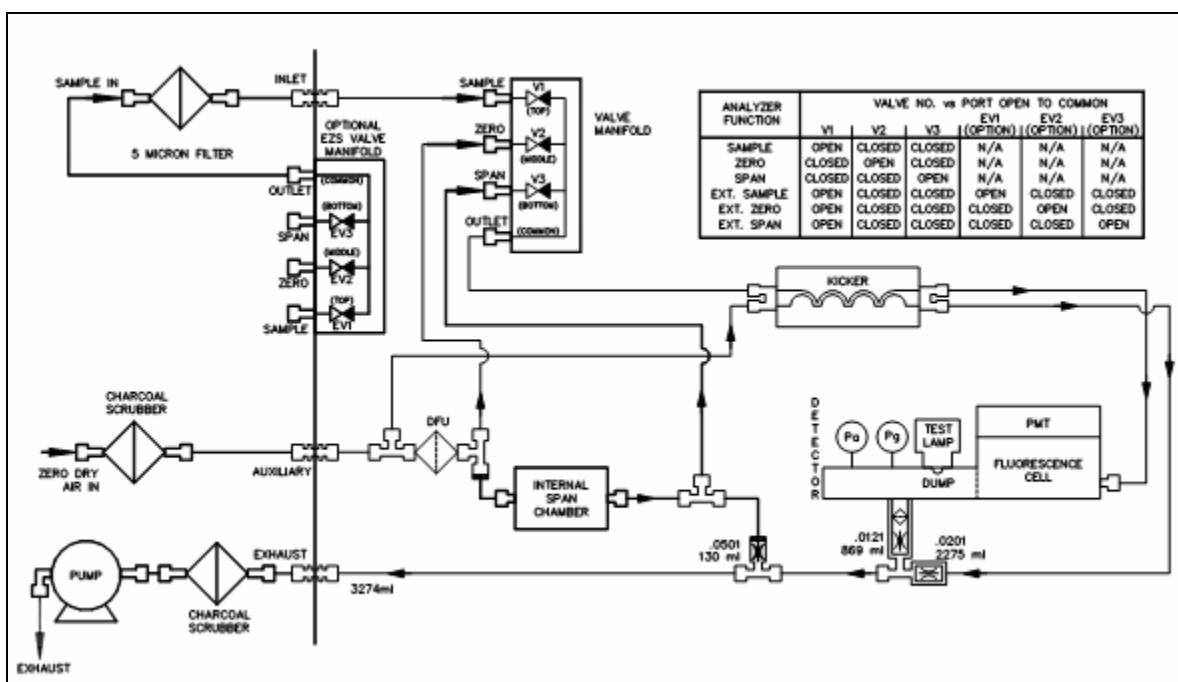 SAMPLE IN
5 MICRON FILTER
INLET
OPTIONAL
EZS VALVE
MANIFOLD
(COMMON)
OUTLET
(BOTTOM)
SPAN
EV3
(MIDDLE)
ZERO
EV2
(TOP)
SAMPLE
EV1
SAMPLE
V1
(TOP)
ZERO
V2
(MIDDLE)
SPAN
V3
(BOTTOM)
OUTLET
(COMMON)
VALVE
MANIFOLD
ANALYZER
FUNCTION
VALVE NO. vs PORT OPEN TO COMMON
V1 V2 V3 EV1 (OPTION) EV2 (OPTION) EV3 (OPTION)
SAMPLE OPEN CLOSED CLOSED N/A N/A N/A
ZERO CLOSED OPEN CLOSED N/A N/A N/A
SPAN CLOSED CLOSED OPEN N/A N/A N/A
EXT. SAMPLE OPEN CLOSED CLOSED OPEN CLOSED CLOSED
EXT. ZERO OPEN CLOSED CLOSED CLOSED OPEN CLOSED
EXT. SPAN OPEN CLOSED CLOSED CLOSED CLOSED OPEN
KICKER
CHARCOAL
SCRUBBER
ZERO DRY
AIR IN
AUXILIARY
DFU
INTERNAL
SPAN
CHAMBER
DETECTOR
Pa
Pg
TEST
LAMP
DUMP
PMT
FLUORESCENCE
CELL
.0501
130 ml
.0121
869 ml
.0201
2275 ml
EXHAUST
3274ml
PUMP
CHARCOAL
SCRUBBER
EXHAUST